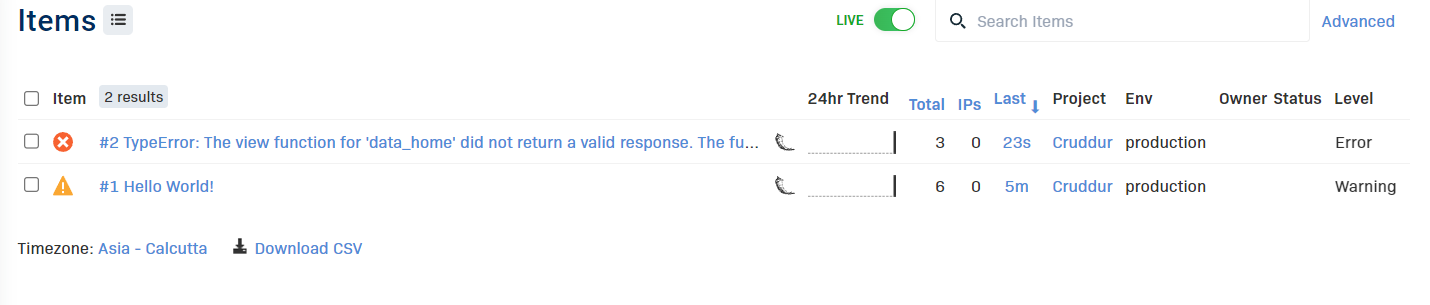 Items
LIVE
Search Items
Advanced
Item 2 results 24hr Trend Total IPs Last Project Env Owner Status Level
#2 TypeError: The view function for 'data_home' did not return a valid response. The fu... 3 0 23s Cruddur production Error
#1 Hello World! 6 0 5m Cruddur production Warning
Timezone: Asia - Calcutta Download CSV